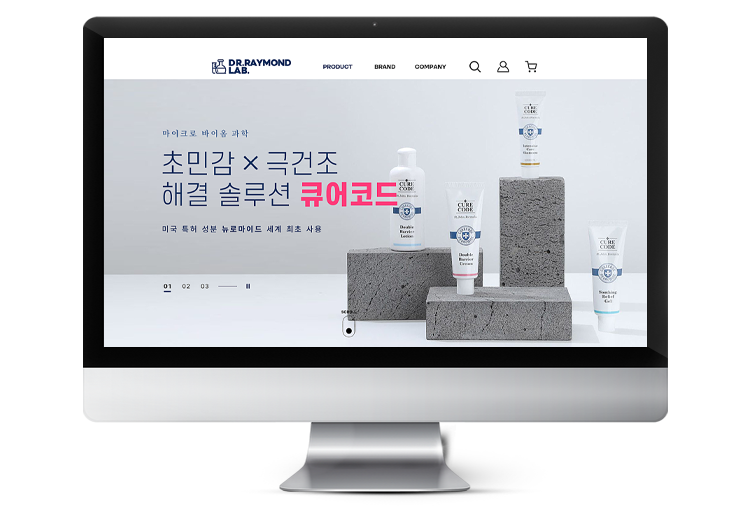 DR.RAYMOND
LAB.
PRODUCT
BRAND
COMPANY
마이크로 바이옴 과학
초민감 × 극건조
해결 솔루션 큐어코드
미국 특허 성분 뉴로마이드 세계 최초 사용
01 02 03
SCROLL
CURE
CODE
Double
Barrier
Lotion
CURE
CODE
Double
Barrier
Cream
CURE
CODE
CURE
CODE
Soothing
Relief
Gel